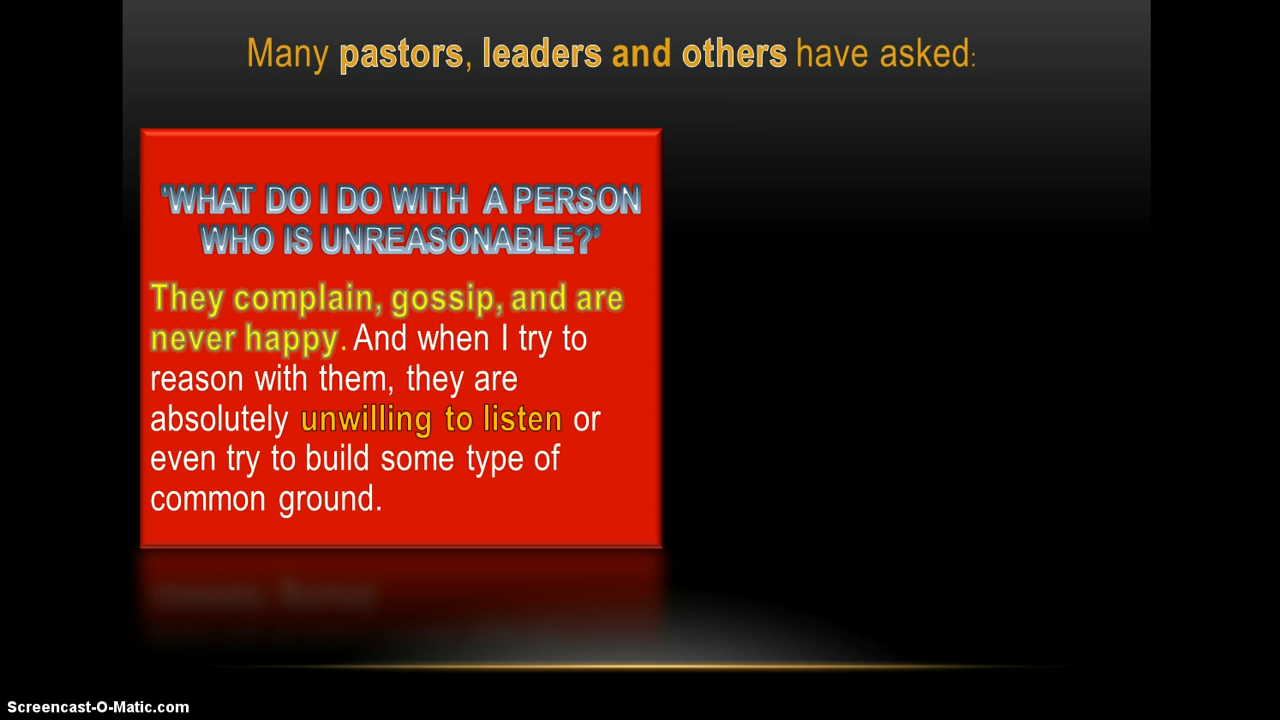 Many pastors, leaders and others have asked:
'WHAT DO I DO WITH A PERSON
WHO IS UNREASONABLE?'
They complain, gossip, and are
never happy. And when I try to
reason with them, they are
absolutely unwilling to listen or
even try to build some type of
common ground.
Screencast-O-Matic.com